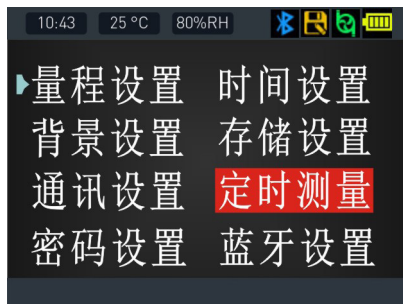 10:43 25 °C 80%RH
量程设置 时间设置
背景设置 存储设置
通讯设置 定时测量
密码设置 蓝牙设置